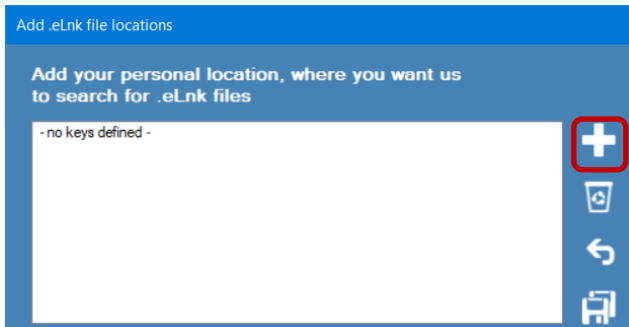 Add .eLnk file locations
Add your personal location, where you want us
to search for .eLnk files
- no keys defined -